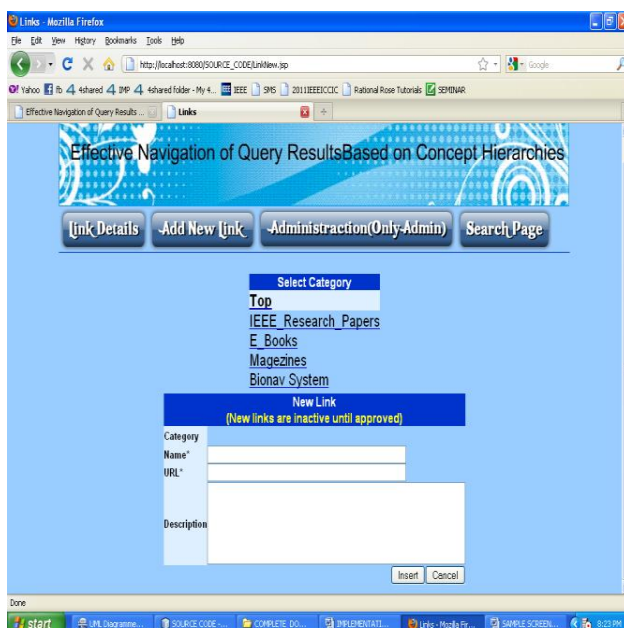 Links - Mozilla Firefox
File Edit View History Bookmarks Tools Help
http://localhost:8080/SOURCE_CODE/LinkNew.jsp
Google
Yahoo fb 4shared IMP 4shared folder - My 4... IEEE SMS 2011IEEEICCIC Rational Rose Tutorials SEMINAR
Effective Navigation of Query Results ... Links
Effective Navigation of Query ResultsBased on Concept Hierarchies
Link Details Add New Link Administraction(Only-Admin) Search Page
Select Category
Top
IEEE_Research_Papers
E_Books
Magezines
Bionav System
New Link
(New links are inactive until approved)
Category
Name*
URL*
Description
Insert Cancel
Done
start UML Diagramme... SOURCE CODE -... COMPLETE DO... IMPLEMENTATI... Links - Mozilla Fir... SAMPLE SCREEN... 8:23 PM